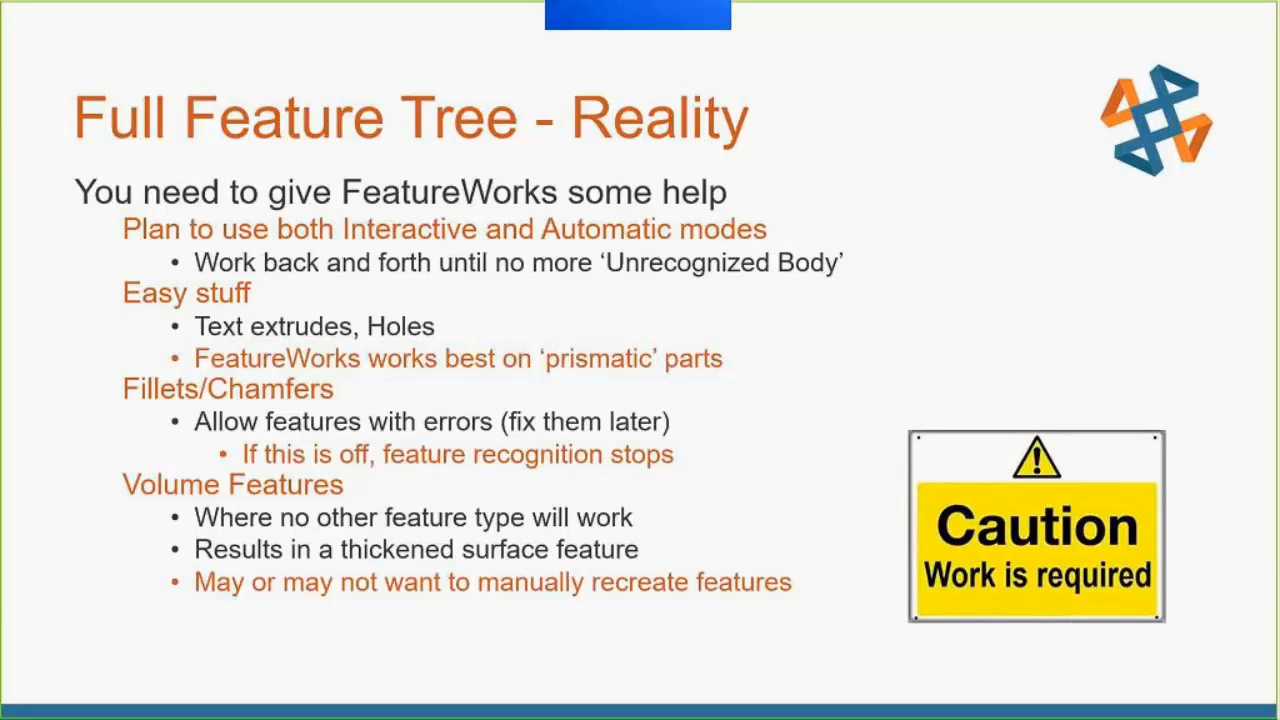 Full Feature Tree - Reality
You need to give FeatureWorks some help
Plan to use both Interactive and Automatic modes
• Work back and forth until no more ‘Unrecognized Body’
Easy stuff
• Text extrudes, Holes
• FeatureWorks works best on ‘prismatic’ parts
Fillets/Chamfers
• Allow features with errors (fix them later)
• If this is off, feature recognition stops
Volume Features
• Where no other feature type will work
• Results in a thickened surface feature
• May or may not want to manually recreate features
!
Caution
Work is required